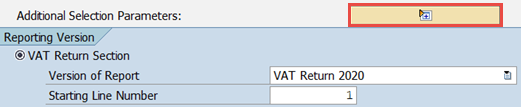 Additional Selection Parameters:
Reporting Version
VAT Return Section
Version of Report VAT Return 2020
Starting Line Number 1